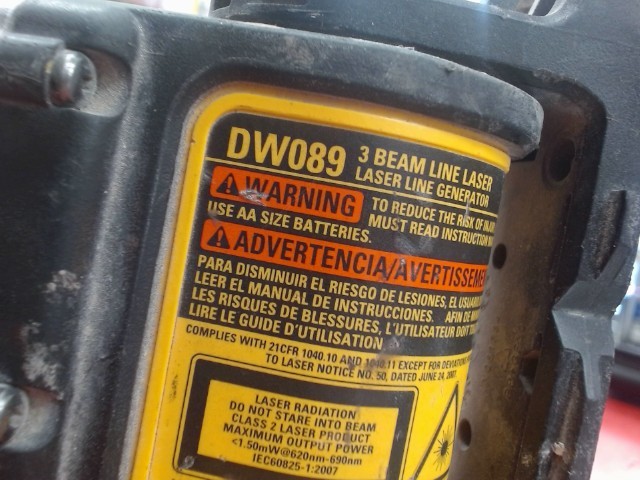 DW089
3 BEAM LINE LASER
LASER LINE GENERATOR
WARNING
TO REDUCE THE RISK OF
USE AA SIZE BATTERIES.
MUST READ INSTRUCTION
ADVERTENCIA/AVERTISSEMEN
PARA DISMINUIR EL RIESGO DE LESIONES, EL
LEER EL MANUAL DE INSTRUCCIONES. AFIN DE
LES RISQUES DE BLESSURES, L'UTILISATEUR DOIT
LIRE LE GUIDE D'UTILISATION
COMPLIES WITH 21CFR 1040.10 AND 1040.11 EXCEPT FOR
TO LASER NOTICE NO. 50, DATED JUNE 24, 2007.
LASER RADIATION
DO NOT STARE INTO BEAM
CLASS 2 LASER PRODUCT
MAXIMUM OUTPUT POWER
<1.50mW@620nm-690nm
IEC60825-1:2007